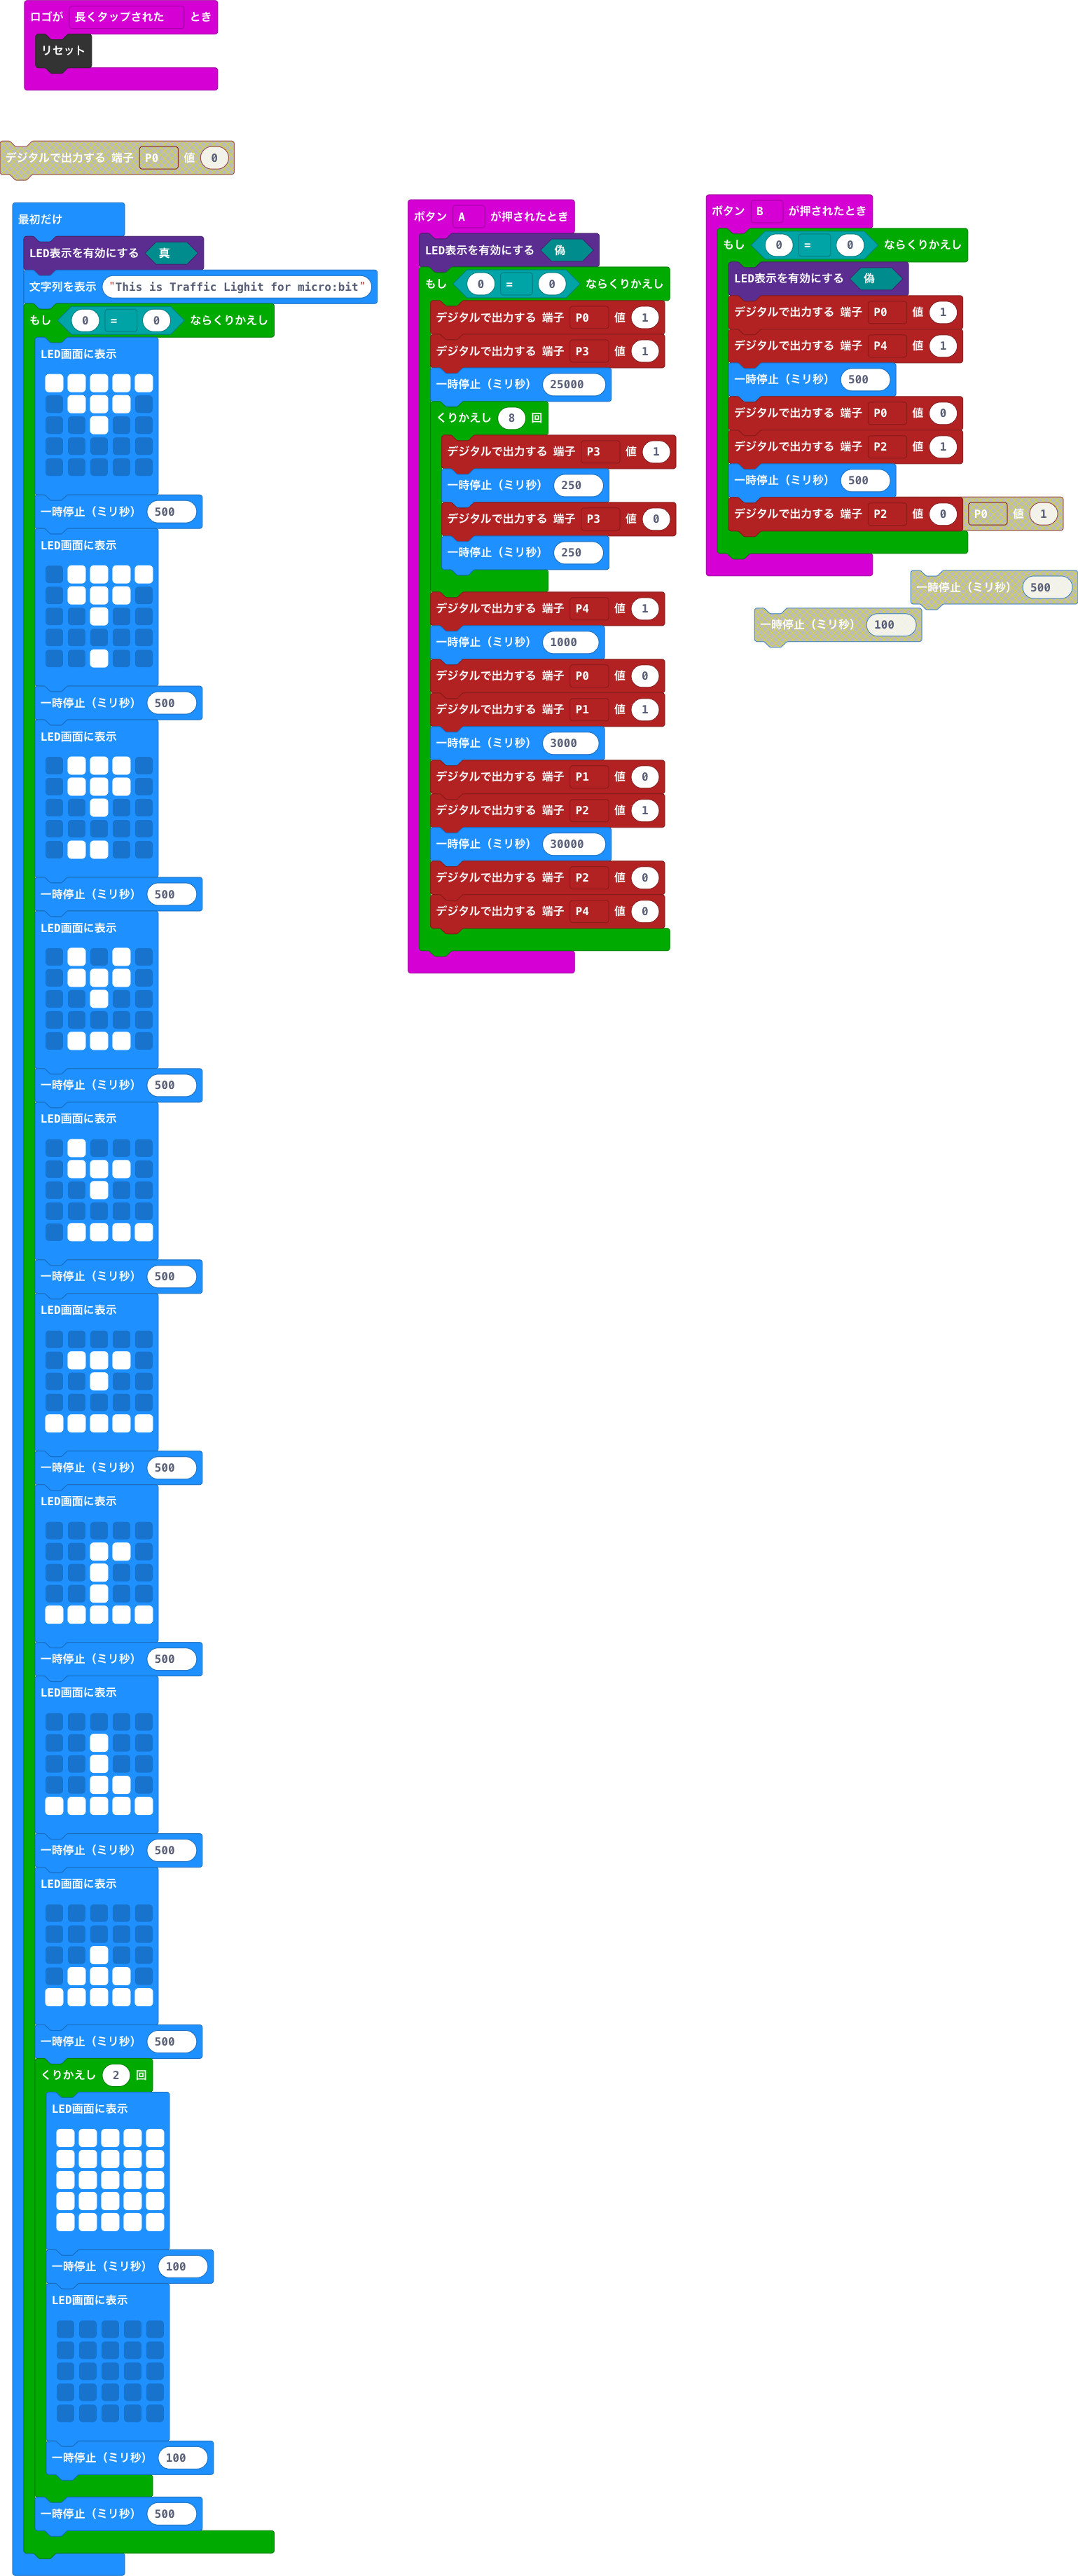 ロゴが 長くタップされた とき
リセット
デジタルで出力する 端子 P0 値 0
最初だけ
LED表示を有効にする 真
文字列を表示 "This is Traffic Lighit for micro:bit"
もし 0 = 0 ならくりかえし
LED画面に表示
一時停止（ミリ秒） 500
LED画面に表示
一時停止（ミリ秒） 500
LED画面に表示
一時停止（ミリ秒） 500
LED画面に表示
一時停止（ミリ秒） 500
LED画面に表示
一時停止（ミリ秒） 500
LED画面に表示
一時停止（ミリ秒） 500
LED画面に表示
一時停止（ミリ秒） 500
LED画面に表示
一時停止（ミリ秒） 500
LED画面に表示
一時停止（ミリ秒） 500
くりかえし 2 回
LED画面に表示
一時停止（ミリ秒） 100
LED画面に表示
一時停止（ミリ秒） 100
一時停止（ミリ秒） 500
ボタン A が押されたとき
LED表示を有効にする 偽
もし 0 = 0 ならくりかえし
デジタルで出力する 端子 P0 値 1
デジタルで出力する 端子 P3 値 1
一時停止（ミリ秒） 25000
くりかえし 8 回
デジタルで出力する 端子 P3 値 1
一時停止（ミリ秒） 250
デジタルで出力する 端子 P3 値 0
一時停止（ミリ秒） 250
デジタルで出力する 端子 P4 値 1
一時停止（ミリ秒） 1000
デジタルで出力する 端子 P0 値 0
デジタルで出力する 端子 P1 値 1
一時停止（ミリ秒） 3000
デジタルで出力する 端子 P1 値 0
デジタルで出力する 端子 P2 値 1
一時停止（ミリ秒） 30000
デジタルで出力する 端子 P2 値 0
デジタルで出力する 端子 P4 値 0
ボタン B が押されたとき
もし 0 = 0 ならくりかえし
LED表示を有効にする 偽
デジタルで出力する 端子 P0 値 1
デジタルで出力する 端子 P4 値 1
一時停止（ミリ秒） 500
デジタルで出力する 端子 P0 値 0
デジタルで出力する 端子 P2 値 1
一時停止（ミリ秒） 500
デジタルで出力する 端子 P2 値 0 P0 値 1
一時停止（ミリ秒） 500
一時停止（ミリ秒） 100